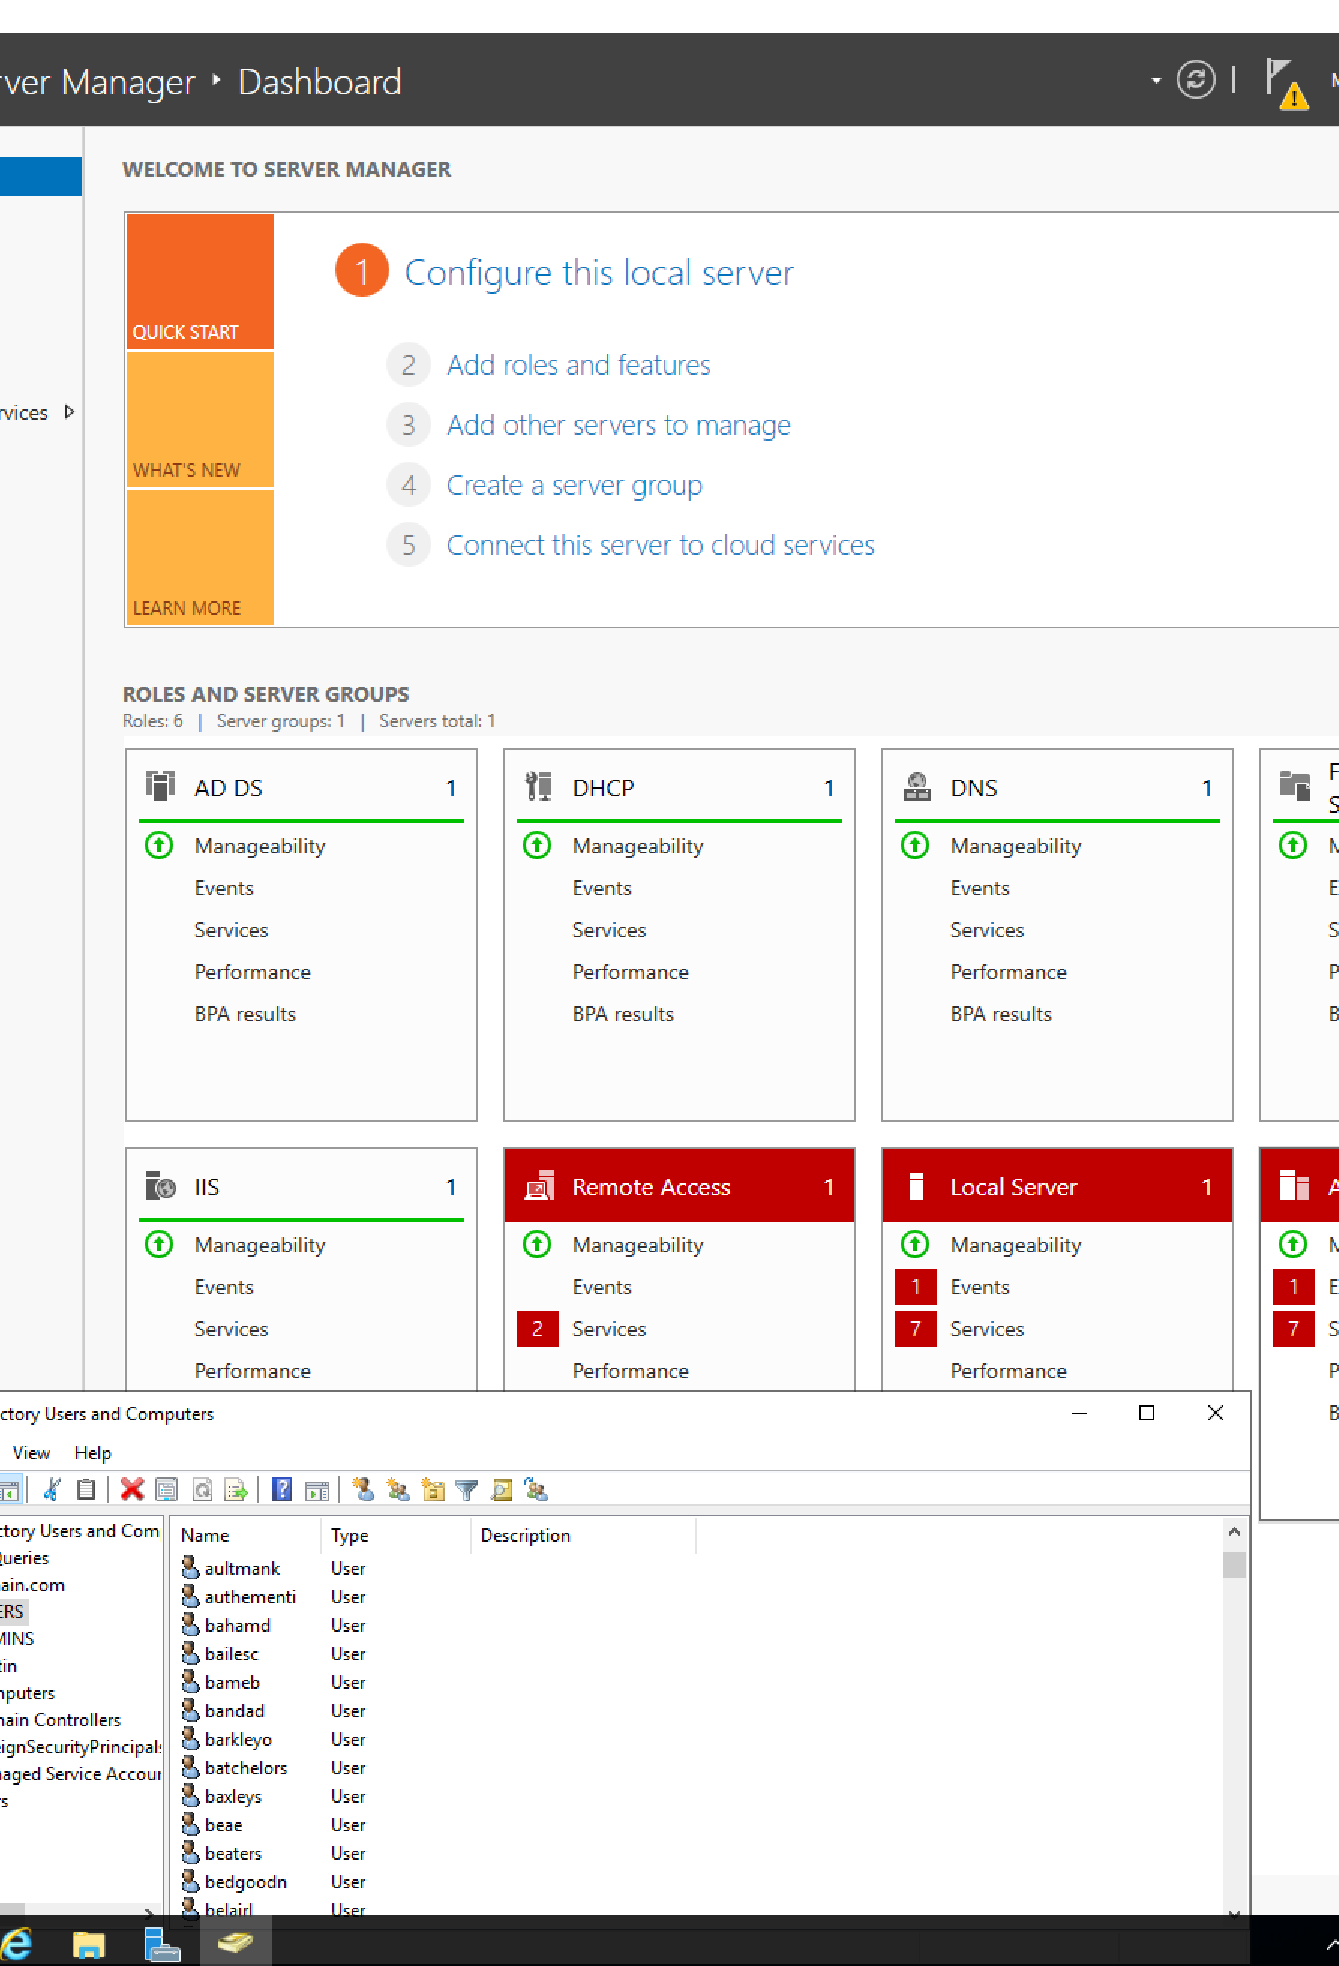 ver Manager • Dashboard
WELCOME TO SERVER MANAGER
QUICK START
WHAT'S NEW
LEARN MORE
1 Configure this local server
2 Add roles and features
3 Add other servers to manage
4 Create a server group
5 Connect this server to cloud services
rvices
ROLES AND SERVER GROUPS
Roles: 6 | Server groups: 1 | Servers total: 1
AD DS 1
Manageability
Events
Services
Performance
BPA results
DHCP 1
Manageability
Events
Services
Performance
BPA results
DNS 1
Manageability
Events
Services
Performance
BPA results
IIS 1
Manageability
Events
Services
Performance
Remote Access 1
Manageability
Events
2 Services
Performance
Local Server 1
Manageability
1 Events
7 Services
Performance
1
7
ctory Users and Computers
View Help
ctory Users and Com
Queries
ain.com
ERS
MINS
tin
nputers
nain Controllers
eignSecurityPrincipals
naged Service Accour
rs
Name Type Description
aultmank User
authementi User
bahamd User
bailesc User
bameb User
bandad User
barkleyo User
batchelors User
baxleys User
beae User
beaters User
bedgoodn User
belairl User